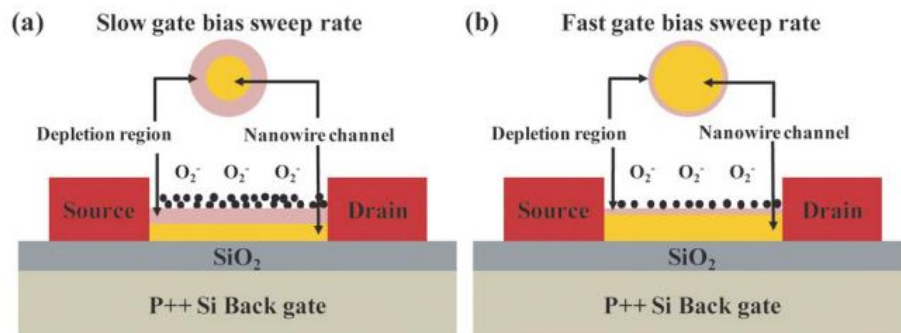 (a) Slow gate bias sweep rate
Depletion region
Nanowire channel
O₂⁻ O₂⁻ O₂⁻
Source
Drain
SiO₂
P++ Si Back gate
(b) Fast gate bias sweep rate
Depletion region
Nanowire channel
O₂⁻ O₂⁻ O₂⁻
Source
Drain
SiO₂
P++ Si Back gate